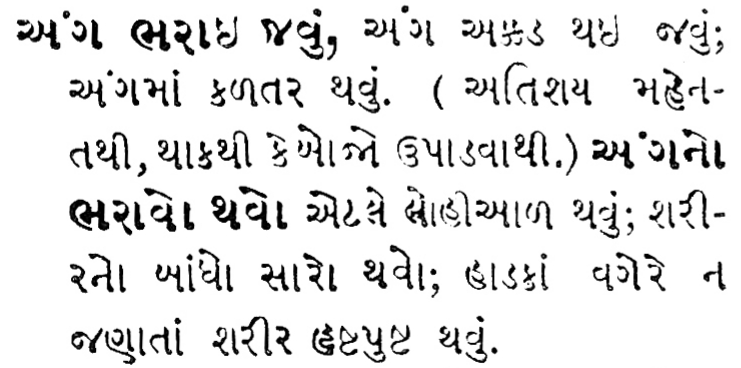 અંગ ભરાઇ જવું, અંગ અક્કડ થઇ જવું;
અંગમાં કળતર થવું. ( અતિશય મહેન-
તથી, થાકથી કે બોજો ઉપાડવાથી.) અંગનો
ભરાવો થવો એટલે લોહીઆળ થવું; શરી-
રનો બાંધો સારો થવો; હાડકાં વગેરે ન
જણાતાં શરીર હૃષ્ટપુષ્ટ થવું.